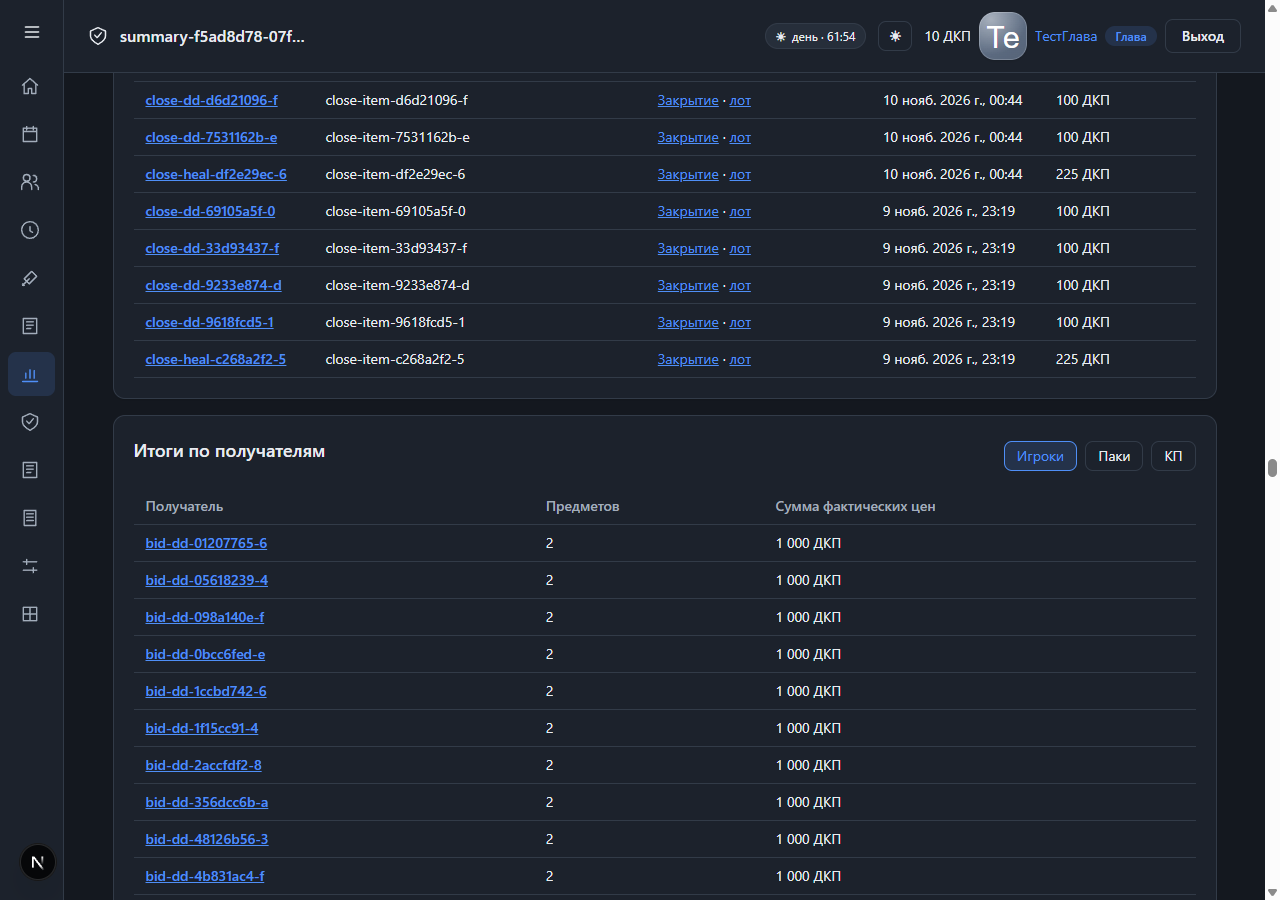 summary-f5ad8d78-07f...
день · 61:54
10 ДКП
Te
ТестГлава
Глава
Выход
close-dd-d6d21096-f close-item-d6d21096-f Закрытие · лот 10 нояб. 2026 г., 00:44 100 ДКП
close-dd-7531162b-e close-item-7531162b-e Закрытие · лот 10 нояб. 2026 г., 00:44 100 ДКП
close-heal-df2e29ec-6 close-item-df2e29ec-6 Закрытие · лот 10 нояб. 2026 г., 00:44 225 ДКП
close-dd-69105a5f-0 close-item-69105a5f-0 Закрытие · лот 9 нояб. 2026 г., 23:19 100 ДКП
close-dd-33d93437-f close-item-33d93437-f Закрытие · лот 9 нояб. 2026 г., 23:19 100 ДКП
close-dd-9233e874-d close-item-9233e874-d Закрытие · лот 9 нояб. 2026 г., 23:19 100 ДКП
close-dd-9618fcd5-1 close-item-9618fcd5-1 Закрытие · лот 9 нояб. 2026 г., 23:19 100 ДКП
close-heal-c268a2f2-5 close-item-c268a2f2-5 Закрытие · лот 9 нояб. 2026 г., 23:19 225 ДКП
Итоги по получателям
Игроки Паки КП
Получатель Предметов Сумма фактических цен
bid-dd-01207765-6 2 1 000 ДКП
bid-dd-05618239-4 2 1 000 ДКП
bid-dd-098a140e-f 2 1 000 ДКП
bid-dd-0bcc6fed-e 2 1 000 ДКП
bid-dd-1ccbd742-6 2 1 000 ДКП
bid-dd-1f15cc91-4 2 1 000 ДКП
bid-dd-2accfdf2-8 2 1 000 ДКП
bid-dd-356dcc6b-a 2 1 000 ДКП
bid-dd-48126b56-3 2 1 000 ДКП
bid-dd-4b831ac4-f 2 1 000 ДКП
N